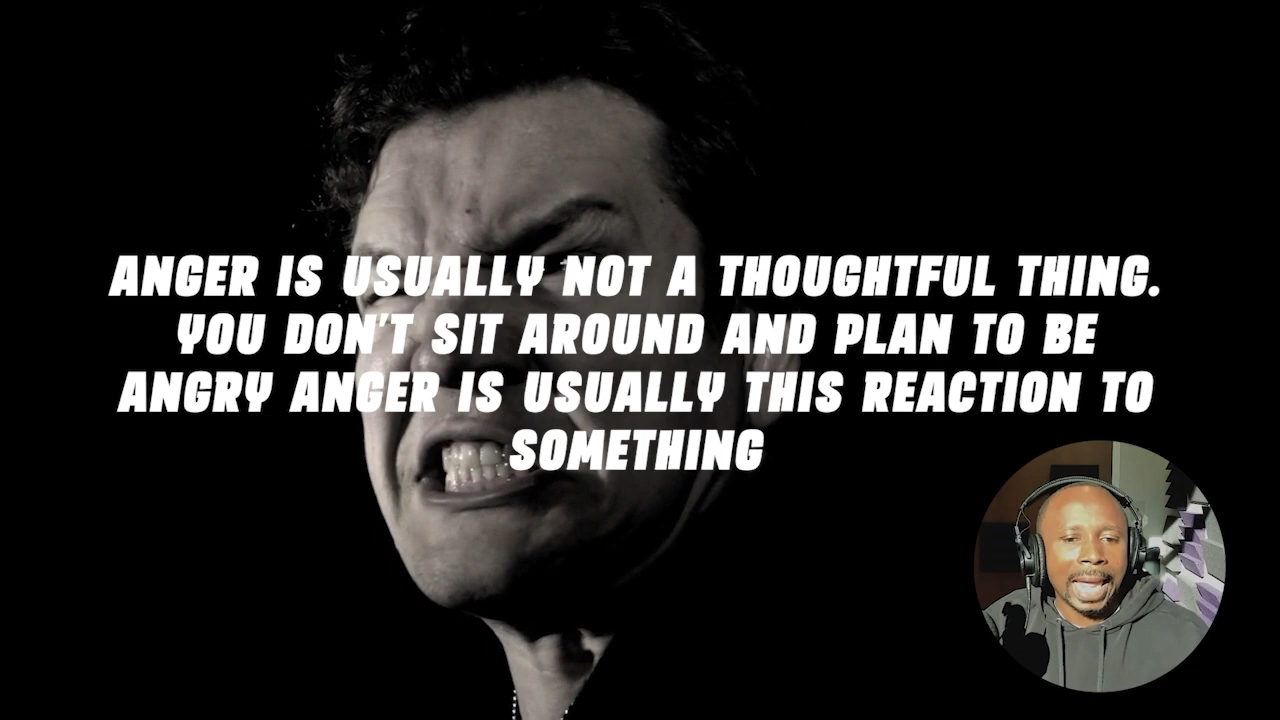 ANGER IS USUALLY NOT A THOUGHTFUL THING.
YOU DON'T SIT AROUND AND PLAN TO BE
ANGRY ANGER IS USUALLY THIS REACTION TO
SOMETHING